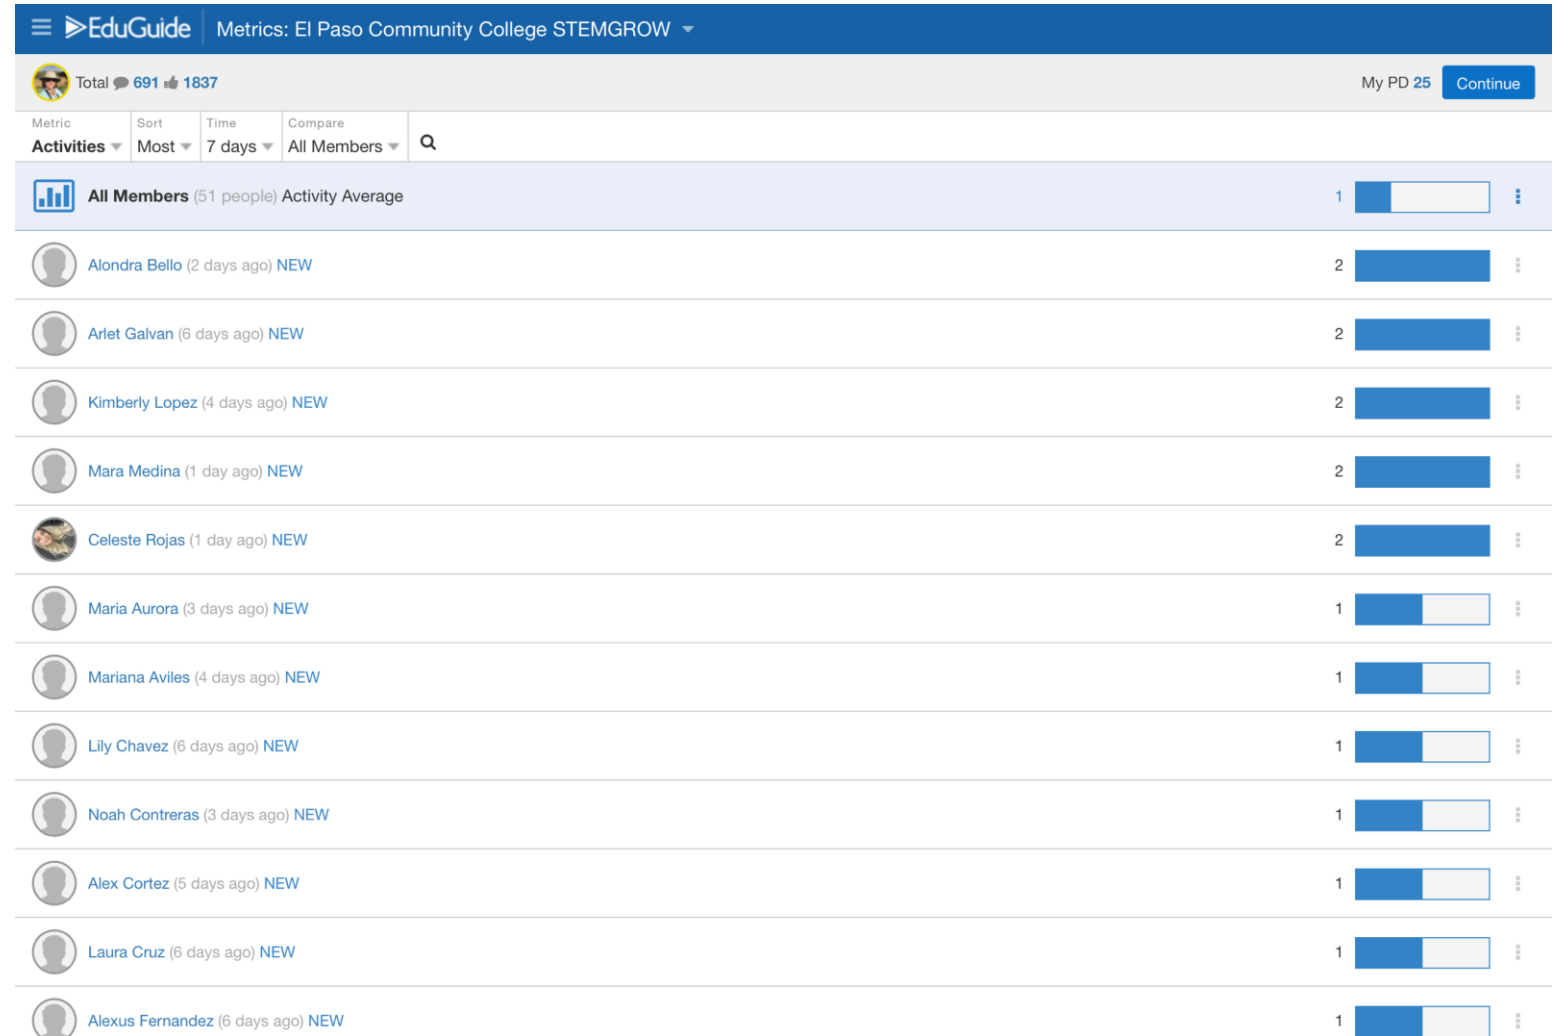 EduGuide Metrics: El Paso Community College STEMGROW
Total 691 1837 My PD 25 Continue
Metric Sort Time Compare
Activities Most 7 days All Members
All Members (51 people) Activity Average 1
Alondra Bello (2 days ago) NEW 2
Arlet Galvan (6 days ago) NEW 2
Kimberly Lopez (4 days ago) NEW 2
Mara Medina (1 day ago) NEW 2
Celeste Rojas (1 day ago) NEW 2
Maria Aurora (3 days ago) NEW 1
Mariana Aviles (4 days ago) NEW 1
Lily Chavez (6 days ago) NEW 1
Noah Contreras (3 days ago) NEW 1
Alex Cortez (5 days ago) NEW 1
Laura Cruz (6 days ago) NEW 1
Alexus Fernandez (6 days ago) NEW 1